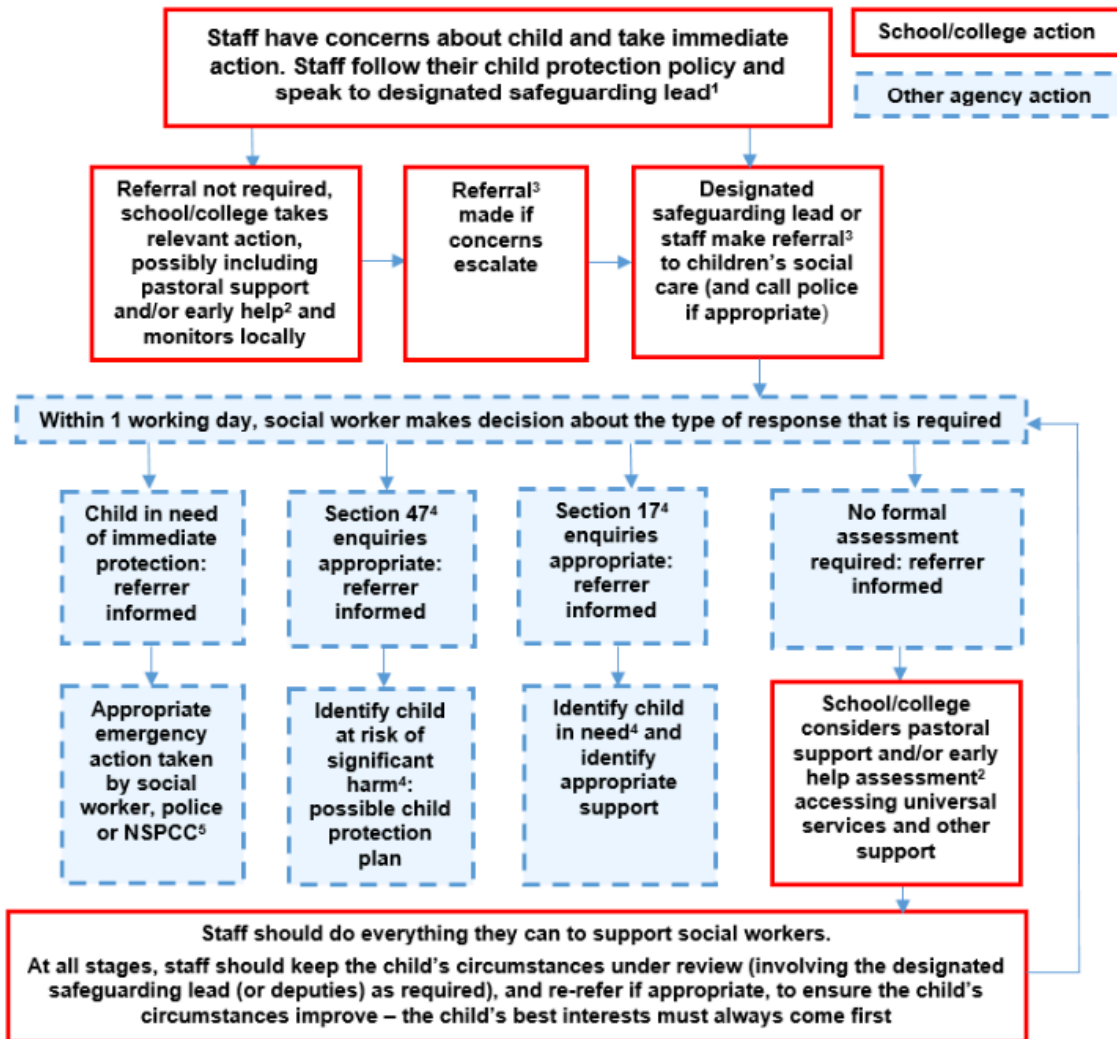 Staff have concerns about child and take immediate
action. Staff follow their child protection policy and
speak to designated safeguarding lead¹
School/college action
Other agency action
Referral not required,
school/college takes
relevant action,
possibly including
pastoral support
and/or early help² and
monitors locally
Referral³
made if
concerns
escalate
Designated
safeguarding lead or
staff make referral³
to children's social
care (and call police
if appropriate)
Within 1 working day, social worker makes decision about the type of response that is required
Child in need
of immediate
protection:
referrer
informed
Section 47⁴
enquiries
appropriate:
referrer
informed
Section 17⁴
enquiries
appropriate:
referrer
informed
No formal
assessment
required: referrer
informed
Appropriate
emergency
action taken
by social
worker, police
or NSPCC⁵
Identify child
at risk of
significant
harm⁴:
possible child
protection
plan
Identify child
in need⁴ and
identify
appropriate
support
School/college
considers pastoral
support and/or early
help assessment²
accessing universal
services and other
support
Staff should do everything they can to support social workers.
At all stages, staff should keep the child's circumstances under review (involving the designated
safeguarding lead (or deputies) as required), and re-refer if appropriate, to ensure the child's
circumstances improve – the child's best interests must always come first